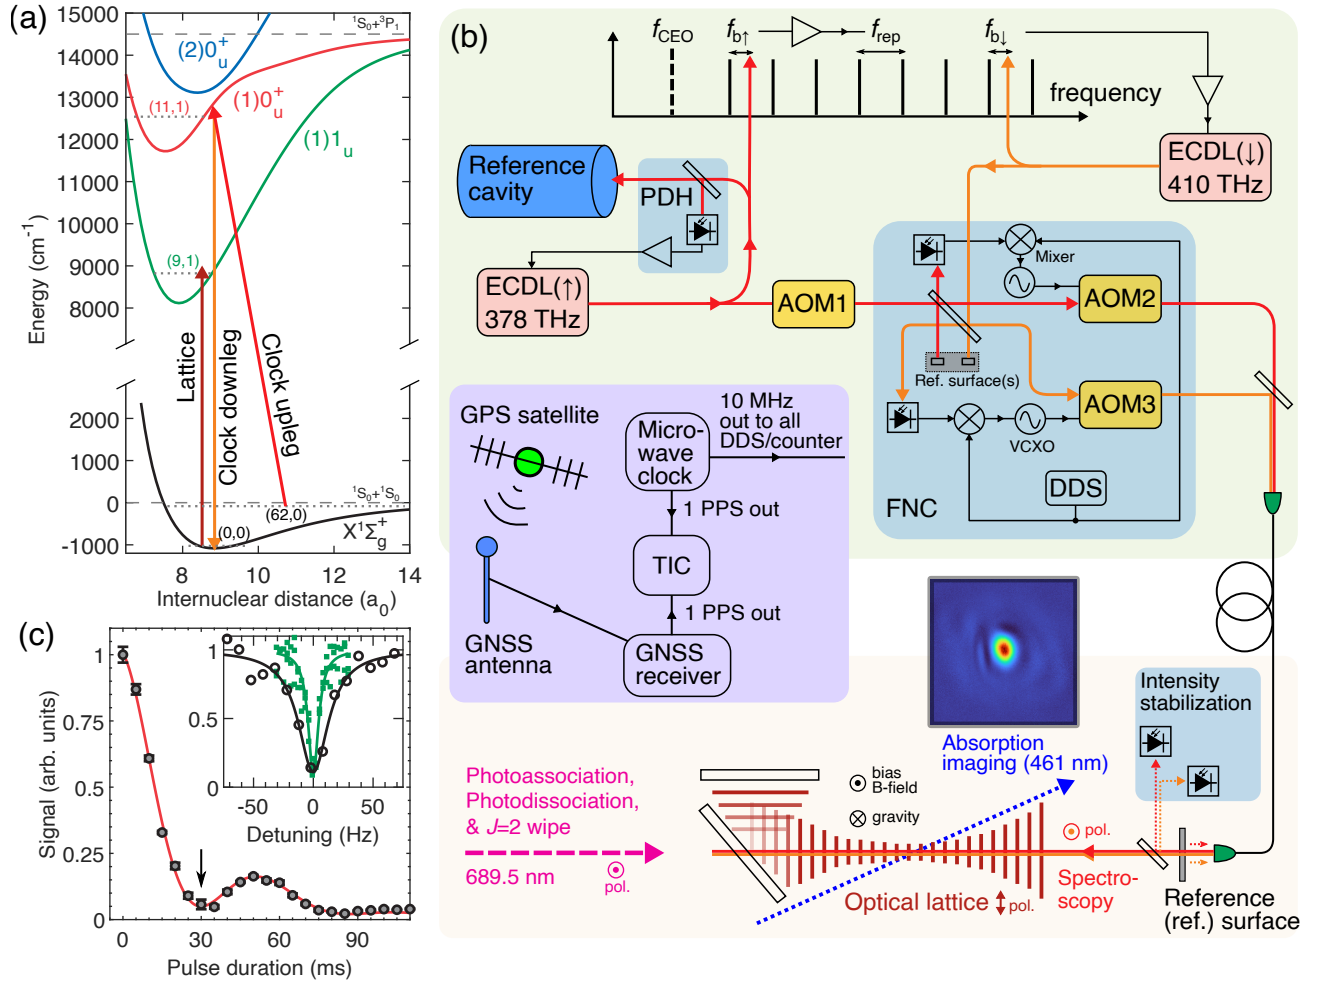 (a)
15000
14000
13000
12000
11000
10000
9000
8000
2000
1000
0
-1000
Energy (cm⁻¹)
8
10
12
14
Internuclear distance (a₀)
¹S₀+³P₁
(2)0ᵤ⁺
(11,1)
(1)0ᵤ⁺
(1)1ᵤ
(9,1)
Lattice
Clock downleg
Clock upleg
¹S₀+¹S₀
(62,0)
(0,0)
X¹Σg⁺
(b)
fCEO
fb↑
frep
fb↓
frequency
Reference
cavity
PDH
ECDL(↑)
378 THz
ECDL(↓)
410 THz
AOM1
Mixer
AOM2
Ref. surface(s)
AOM3
VCXO
DDS
FNC
GPS satellite
Micro-
wave
clock
10 MHz
out to all
DDS/counter
1 PPS out
TIC
1 PPS out
GNSS
antenna
GNSS
receiver
Absorption
imaging (461 nm)
Intensity
stabilization
Photoassociation,
Photodissociation,
& J=2 wipe
689.5 nm
pol.
bias
B-field
gravity
pol.
Optical lattice
pol.
Spectro-
scopy
Reference
(ref.) surface
(c)
1
0.75
0.5
0.25
0
Signal (arb. units)
0
30
60
90
Pulse duration (ms)
1
0.5
0
-50
0
50
Detuning (Hz)